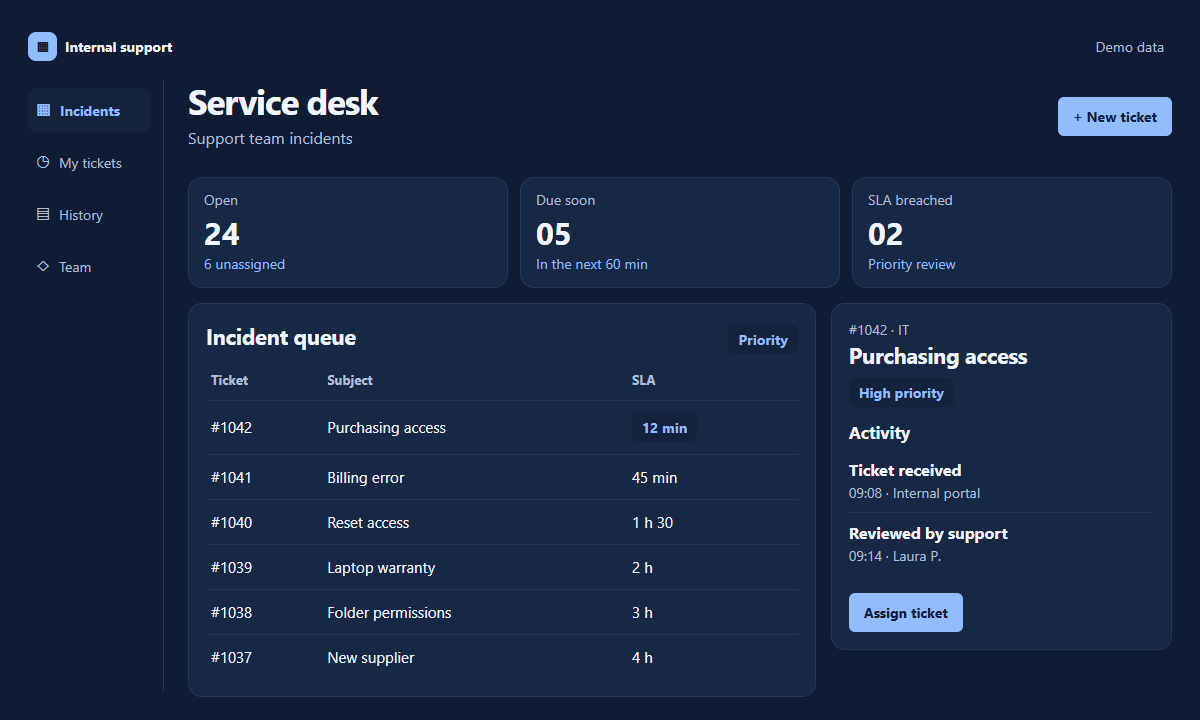 Internal support
Demo data
Incidents
My tickets
History
Team
Service desk
Support team incidents
+ New ticket
Open
24
6 unassigned
Due soon
05
In the next 60 min
SLA breached
02
Priority review
Incident queue
Priority
Ticket Subject SLA
#1042 Purchasing access 12 min
#1041 Billing error 45 min
#1040 Reset access 1 h 30
#1039 Laptop warranty 2 h
#1038 Folder permissions 3 h
#1037 New supplier 4 h
#1042 · IT
Purchasing access
High priority
Activity
Ticket received
09:08 · Internal portal
Reviewed by support
09:14 · Laura P.
Assign ticket